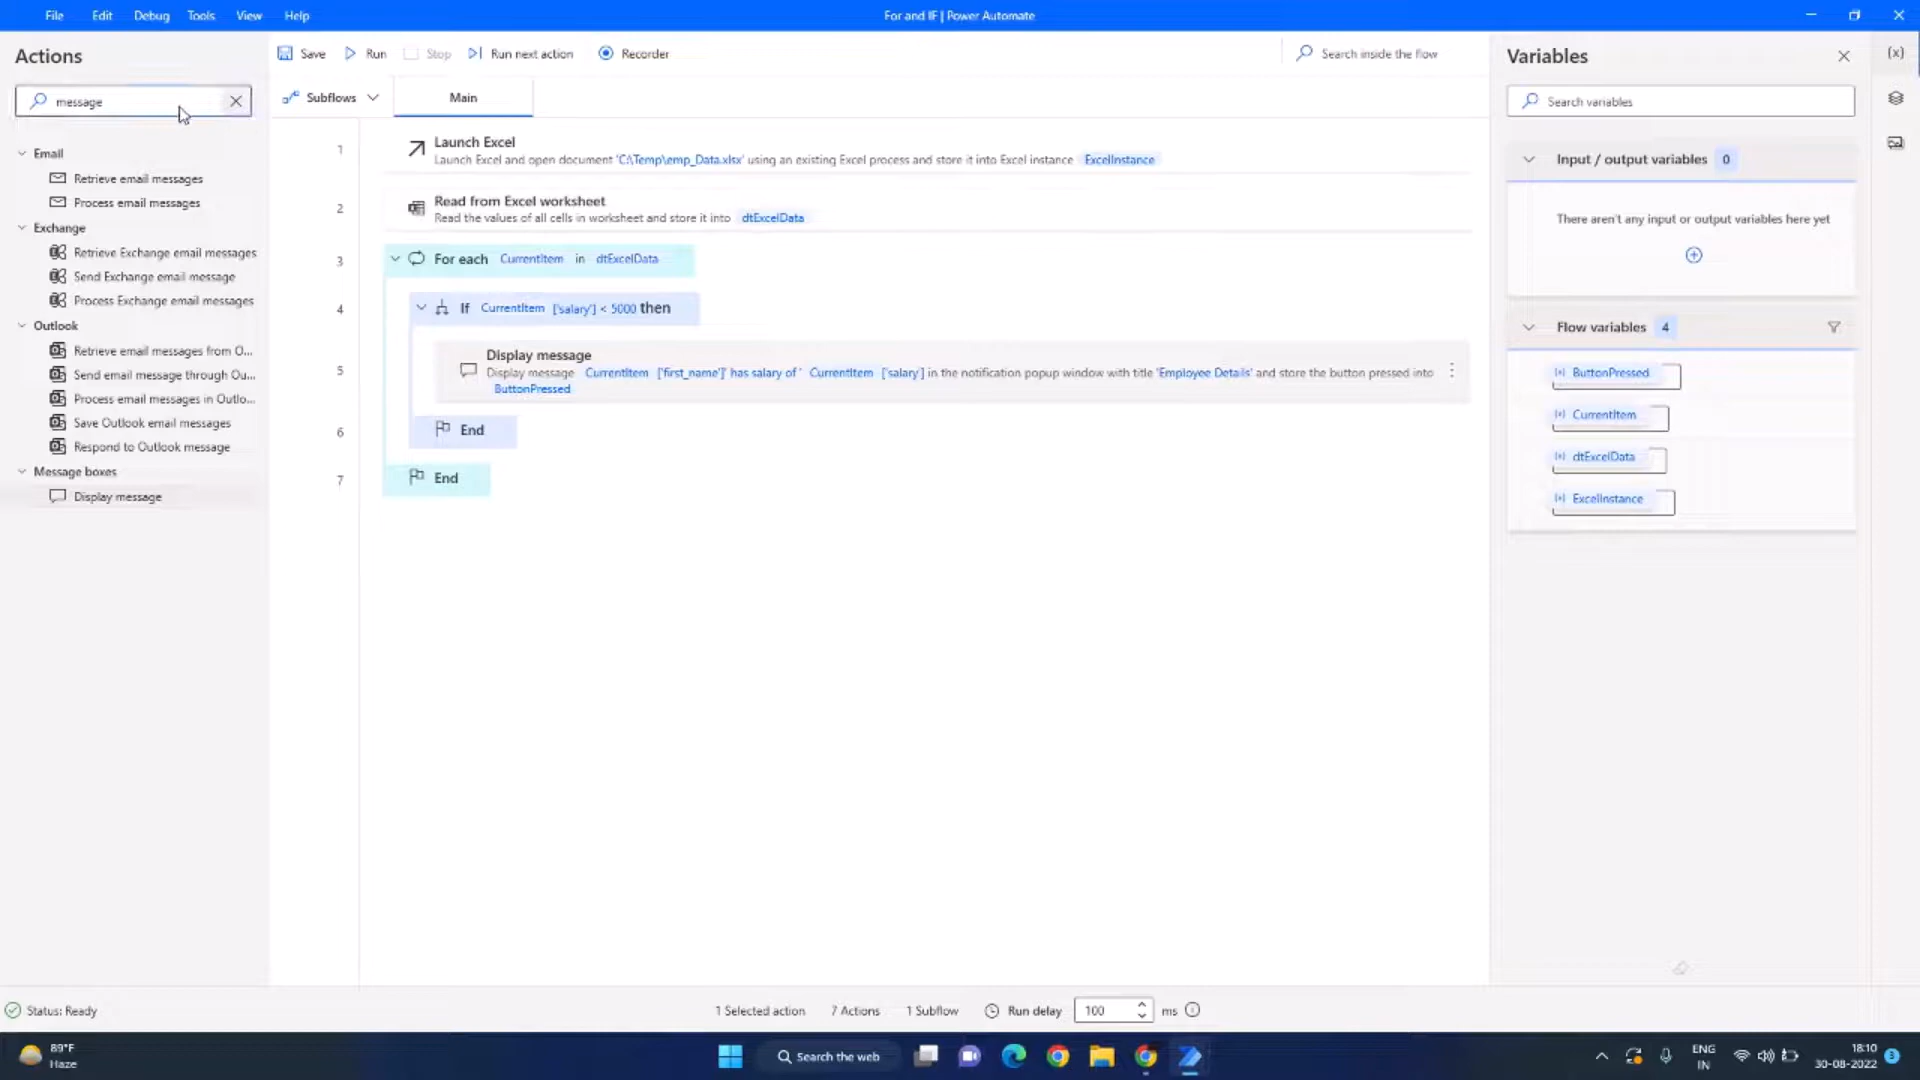 File Edit Debug Tools View Help
For and IF | Power Automate
Actions
message
Email
Retrieve email messages
Process email messages
Exchange
Retrieve Exchange email messages
Send Exchange email message
Process Exchange email messages
Outlook
Retrieve email messages from O...
Send email message through Ou...
Process email messages in Outlo...
Save Outlook email messages
Respond to Outlook message
Message boxes
Display message
Save Run Stop Run next action Recorder
Search inside the flow
Subflows Main
1 Launch Excel
Launch Excel and open document 'C:\Temp\emp_Data.xlsx' using an existing Excel process and store it into Excel instance ExcelInstance
2 Read from Excel worksheet
Read the values of all cells in worksheet and store it into dtExcelData
3 For each CurrentItem in dtExcelData
4 If CurrentItem ['salary'] < 5000 then
5 Display message
Display message CurrentItem ['first_name'] ' has salary of ' CurrentItem ['salary'] in the notification popup window with title 'Employee Details' and store the button pressed into
ButtonPressed
6 End
7 End
Variables
{x}
Search variables
Input / output variables 0
There aren't any input or output variables here yet
Flow variables 4
{x} ButtonPressed
{x} CurrentItem
{x} dtExcelData
{x} ExcelInstance
Status: Ready
1 Selected action 7 Actions 1 Subflow Run delay 100 ms
89°F
Haze
Search the web
ENG
IN
18:10
30-08-2022
3